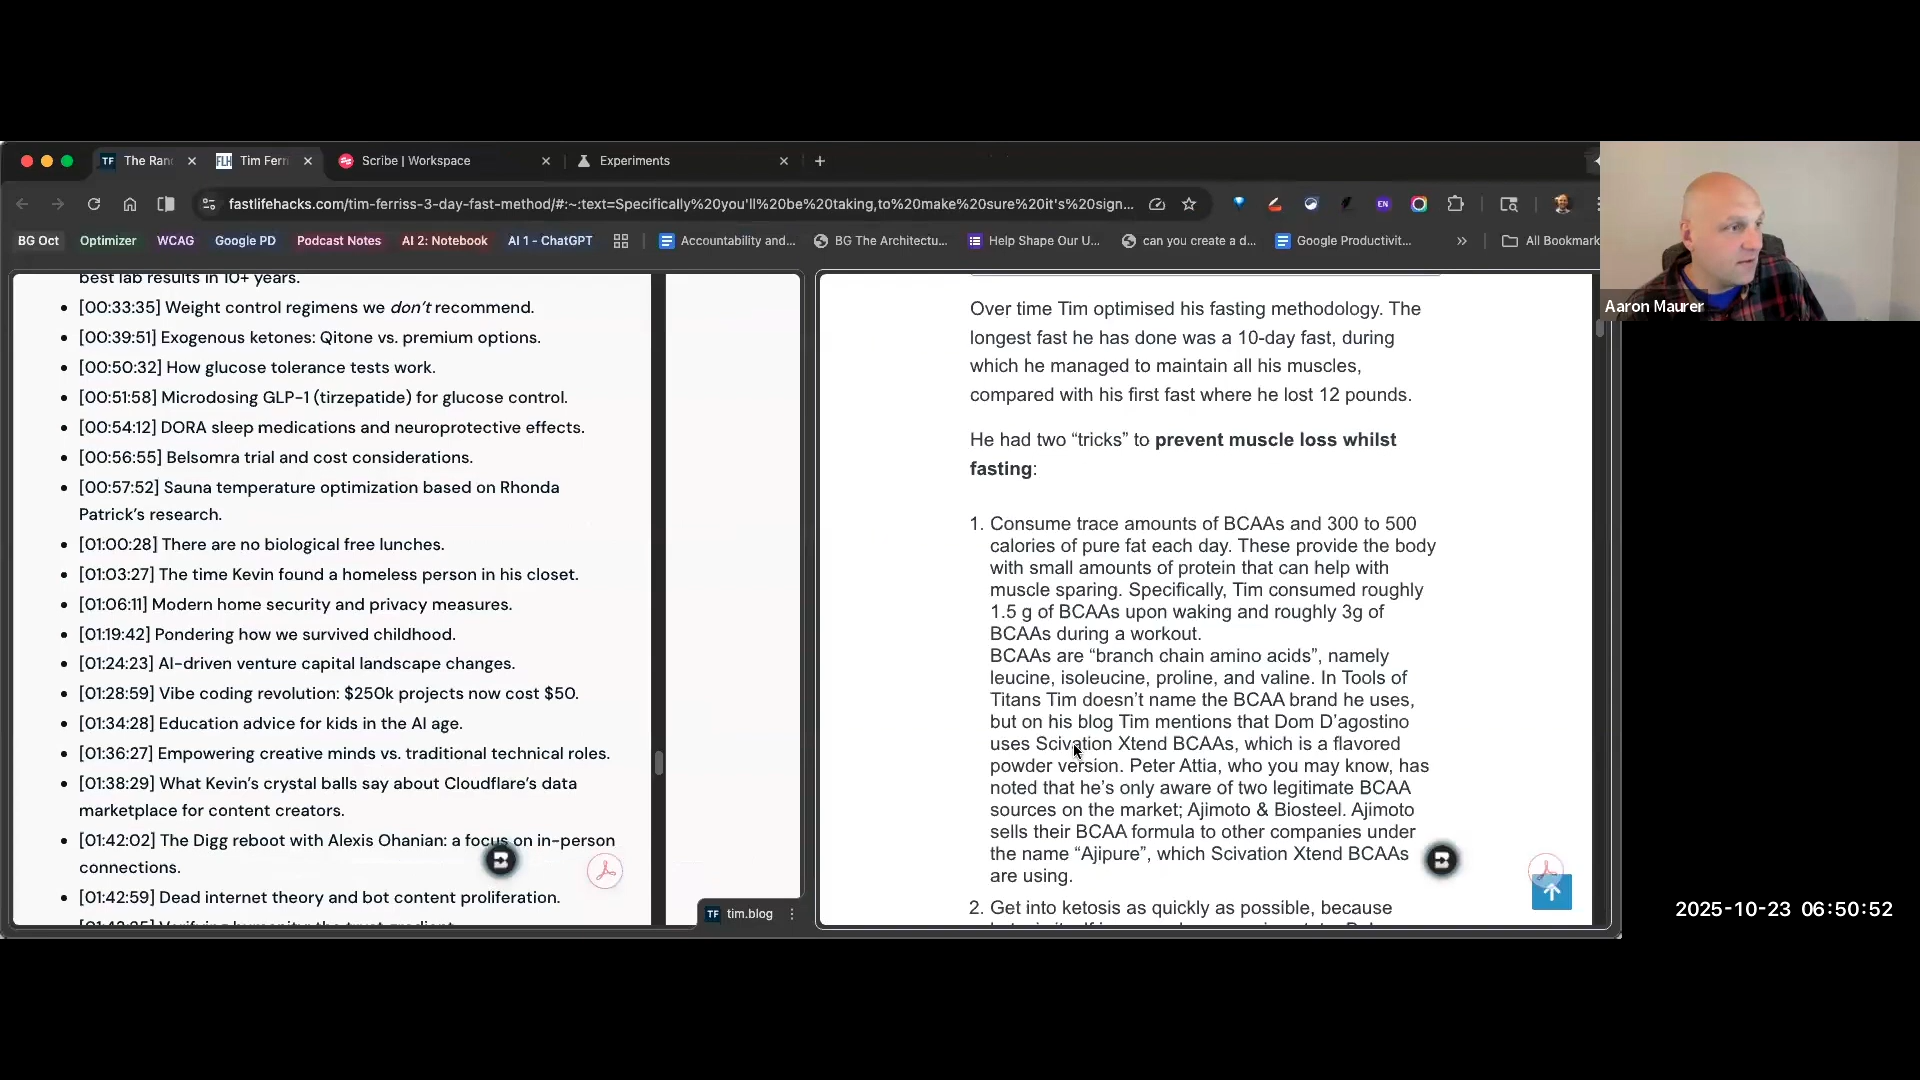 The Ran
Tim Ferri
Scribe | Workspace
Experiments
fastlifehacks.com/tim-ferriss-3-day-fast-method/#:~:text=Specifically%20you'll%20be%20taking,to%20make%20sure%20it's%20sign...
BG Oct
Optimizer
WCAG
Google PD
Podcast Notes
AI 2: Notebook
AI 1 - ChatGPT
Accountability and...
BG The Architectu...
Help Shape Our U...
can you create a d...
Google Productivit...
All Bookmark
best lab results in 10+ years.
• [00:33:35] Weight control regimens we don't recommend.
• [00:39:51] Exogenous ketones: Qitone vs. premium options.
• [00:50:32] How glucose tolerance tests work.
• [00:51:58] Microdosing GLP-1 (tirzepatide) for glucose control.
• [00:54:12] DORA sleep medications and neuroprotective effects.
• [00:56:55] Belsomra trial and cost considerations.
• [00:57:52] Sauna temperature optimization based on Rhonda
Patrick's research.
• [01:00:28] There are no biological free lunches.
• [01:03:27] The time Kevin found a homeless person in his closet.
• [01:06:11] Modern home security and privacy measures.
• [01:19:42] Pondering how we survived childhood.
• [01:24:23] AI-driven venture capital landscape changes.
• [01:28:59] Vibe coding revolution: $250k projects now cost $50.
• [01:34:28] Education advice for kids in the AI age.
• [01:36:27] Empowering creative minds vs. traditional technical roles.
• [01:38:29] What Kevin's crystal balls say about Cloudflare's data
marketplace for content creators.
• [01:42:02] The Digg reboot with Alexis Ohanian: a focus on in-person
connections.
• [01:42:59] Dead internet theory and bot content proliferation.
TF tim.blog
Over time Tim optimised his fasting methodology. The
longest fast he has done was a 10-day fast, during
which he managed to maintain all his muscles,
compared with his first fast where he lost 12 pounds.
He had two “tricks” to prevent muscle loss whilst
fasting:
1. Consume trace amounts of BCAAs and 300 to 500
calories of pure fat each day. These provide the body
with small amounts of protein that can help with
muscle sparing. Specifically, Tim consumed roughly
1.5 g of BCAAs upon waking and roughly 3g of
BCAAs during a workout.
BCAAs are “branch chain amino acids”, namely
leucine, isoleucine, proline, and valine. In Tools of
Titans Tim doesn't name the BCAA brand he uses,
but on his blog Tim mentions that Dom D'agostino
uses Scivation Xtend BCAAs, which is a flavored
powder version. Peter Attia, who you may know, has
noted that he's only aware of two legitimate BCAA
sources on the market; Ajimoto & Biosteel. Ajimoto
sells their BCAA formula to other companies under
the name “Ajipure”, which Scivation Xtend BCAAs
are using.
2. Get into ketosis as quickly as possible, because
Aaron Maurer
2025-10-23 06:50:52